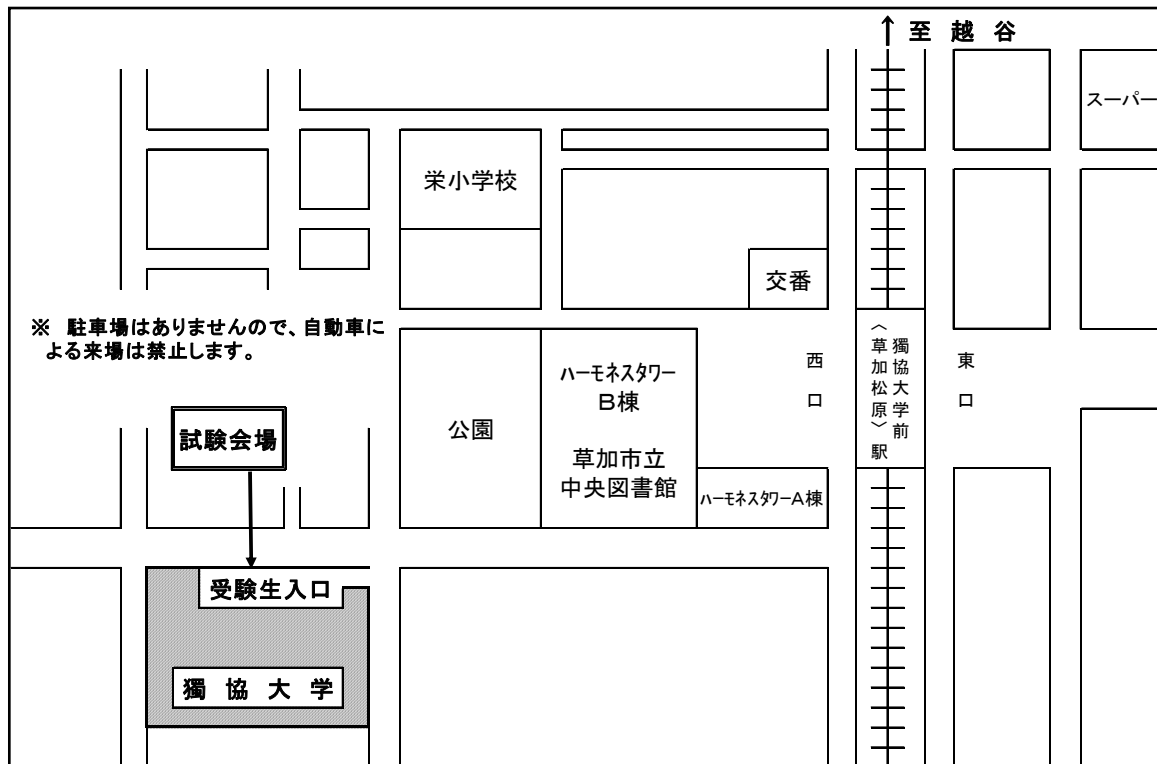 至 越 谷
スーパー
栄小学校
交番
※ 駐車場はありませんので、自動車に
よる来場は禁止します。
ハーモネスタワー
B棟
草加市立
中央図書館
公園
西口
獨協大学前
〈草加松原〉駅
東口
試験会場
ハーモネスタワーA棟
受験生入口
獨 協 大 学